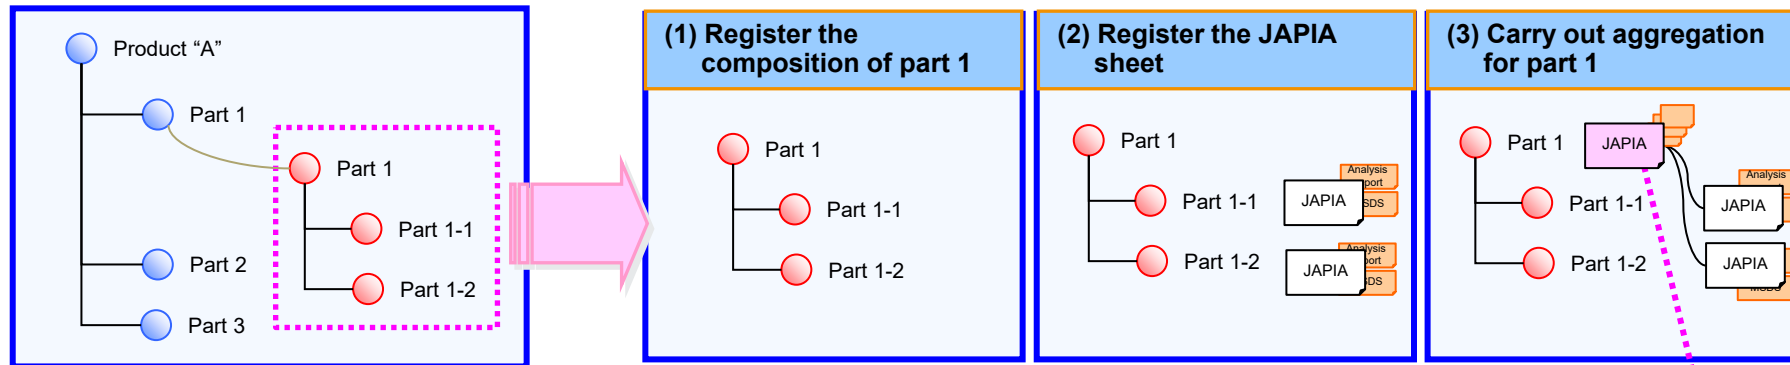 Product “A”
Part 1
Part 1
Part 1-1
Part 2
Part 1-2
Part 3
(1) Register the
composition of part 1
Part 1
Part 1-1
Part 1-2
(2) Register the JAPIA
sheet
Part 1
Part 1-1
Part 1-2
Analysis
JAPIA
Analysis
JAPIA
(3) Carry out aggregation
for part 1
Part 1
JAPIA
Part 1-1
Analysis
JAPIA
Part 1-2
JAPIA